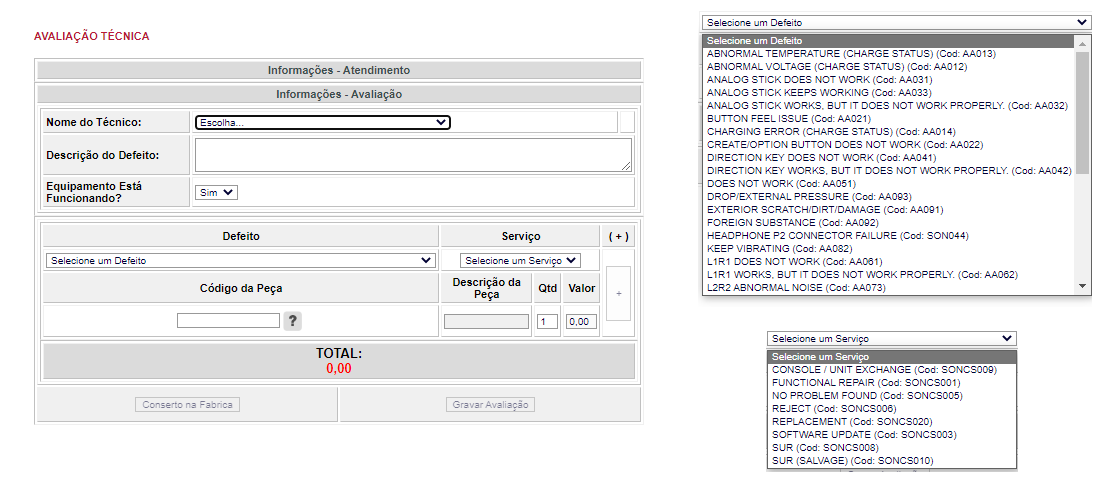 AVALIAÇÃO TÉCNICA
Informações - Atendimento
Informações - Avaliação
Nome do Técnico:
Escolha...
Descrição do Defeito:
Equipamento Está
Funcionando?
Sim
Defeito
Serviço
( + )
Selecione um Defeito
Selecione um Serviço
+
Código da Peça
Descrição da
Peça
Qtd
Valor
?
1
0,00
TOTAL:
0,00
Conserto na Fabrica
Gravar Avaliação
Selecione um Defeito
Selecione um Defeito
ABNORMAL TEMPERATURE (CHARGE STATUS) (Cod: AA013)
ABNORMAL VOLTAGE (CHARGE STATUS) (Cod: AA012)
ANALOG STICK DOES NOT WORK (Cod: AA031)
ANALOG STICK KEEPS WORKING (Cod: AA033)
ANALOG STICK WORKS, BUT IT DOES NOT WORK PROPERLY. (Cod: AA032)
BUTTON FEEL ISSUE (Cod: AA021)
CHARGING ERROR (CHARGE STATUS) (Cod: AA014)
CREATE/OPTION BUTTON DOES NOT WORK (Cod: AA022)
DIRECTION KEY DOES NOT WORK (Cod: AA041)
DIRECTION KEY WORKS, BUT IT DOES NOT WORK PROPERLY. (Cod: AA042)
DOES NOT WORK (Cod: AA051)
DROP/EXTERNAL PRESSURE (Cod: AA093)
EXTERIOR SCRATCH/DIRT/DAMAGE (Cod: AA091)
FOREIGN SUBSTANCE (Cod: AA092)
HEADPHONE P2 CONNECTOR FAILURE (Cod: SON044)
KEEP VIBRATING (Cod: AA082)
L1R1 DOES NOT WORK (Cod: AA061)
L1R1 WORKS, BUT IT DOES NOT WORK PROPERLY. (Cod: AA062)
L2R2 ABNORMAL NOISE (Cod: AA073)
Selecione um Serviço
Selecione um Serviço
CONSOLE / UNIT EXCHANGE (Cod: SONCS009)
FUNCTIONAL REPAIR (Cod: SONCS001)
NO PROBLEM FOUND (Cod: SONCS005)
REJECT (Cod: SONCS006)
REPLACEMENT (Cod: SONCS020)
SOFTWARE UPDATE (Cod: SONCS003)
SUR (Cod: SONCS008)
SUR (SALVAGE) (Cod: SONCS010)